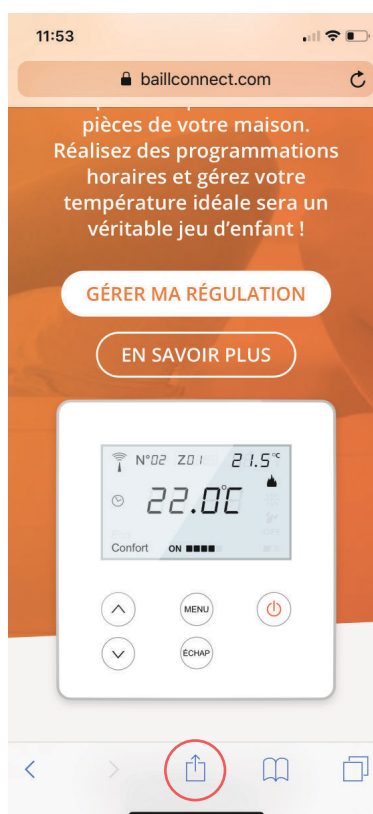 11:53
baillconnect.com
pièces de votre maison.
Réalisez des programmations
horaires et gérez votre
température idéale sera un
véritable jeu d'enfant !
GÉRER MA RÉGULATION
EN SAVOIR PLUS
N°02 Z01 21.5°C
22.0°C
Confort ON
MENU
ÉCHAP